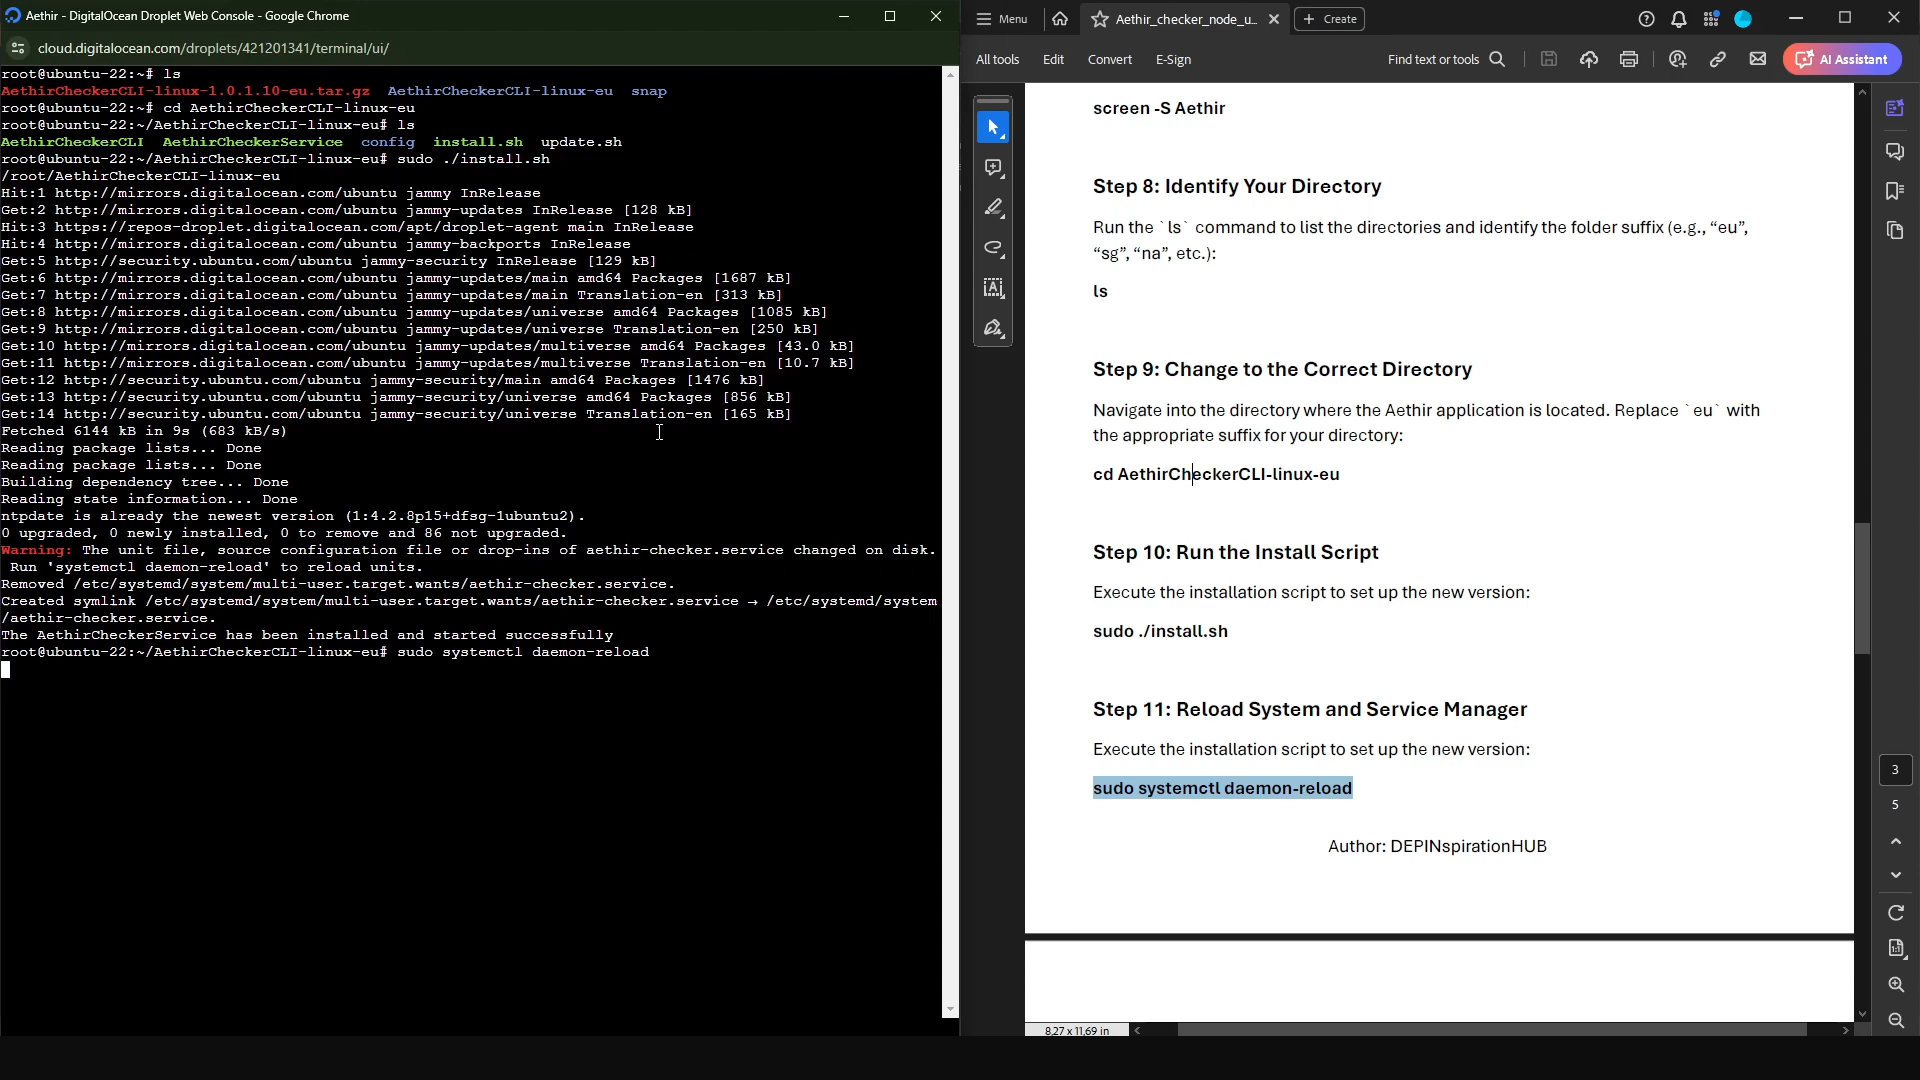 Aethir - DigitalOcean Droplet Web Console - Google Chrome
cloud.digitalocean.com/droplets/421201341/terminal/ui/
root@ubuntu-22:~# ls
AethirCheckerCLI-linux-1.0.1.10-eu.tar.gz  AethirCheckerCLI-linux-eu  snap
root@ubuntu-22:~# cd AethirCheckerCLI-linux-eu
root@ubuntu-22:~/AethirCheckerCLI-linux-eu# ls
AethirCheckerCLI  AethirCheckerService  config  install.sh  update.sh
root@ubuntu-22:~/AethirCheckerCLI-linux-eu# sudo ./install.sh
/root/AethirCheckerCLI-linux-eu
Hit:1 http://mirrors.digitalocean.com/ubuntu jammy InRelease
Get:2 http://mirrors.digitalocean.com/ubuntu jammy-updates InRelease [128 kB]
Hit:3 https://repos-droplet.digitalocean.com/apt/droplet-agent main InRelease
Hit:4 http://mirrors.digitalocean.com/ubuntu jammy-backports InRelease
Get:5 http://security.ubuntu.com/ubuntu jammy-security InRelease [129 kB]
Get:6 http://mirrors.digitalocean.com/ubuntu jammy-updates/main amd64 Packages [1687 kB]
Get:7 http://mirrors.digitalocean.com/ubuntu jammy-updates/main Translation-en [313 kB]
Get:8 http://mirrors.digitalocean.com/ubuntu jammy-updates/universe amd64 Packages [1085 kB]
Get:9 http://mirrors.digitalocean.com/ubuntu jammy-updates/universe Translation-en [250 kB]
Get:10 http://mirrors.digitalocean.com/ubuntu jammy-updates/multiverse amd64 Packages [43.0 kB]
Get:11 http://mirrors.digitalocean.com/ubuntu jammy-updates/multiverse Translation-en [10.7 kB]
Get:12 http://security.ubuntu.com/ubuntu jammy-security/main amd64 Packages [1476 kB]
Get:13 http://security.ubuntu.com/ubuntu jammy-security/universe amd64 Packages [856 kB]
Get:14 http://security.ubuntu.com/ubuntu jammy-security/universe Translation-en [165 kB]
Fetched 6144 kB in 9s (683 kB/s)
Reading package lists... Done
Reading package lists... Done
Building dependency tree... Done
Reading state information... Done
ntpdate is already the newest version (1:4.2.8p15+dfsg-1ubuntu2).
0 upgraded, 0 newly installed, 0 to remove and 86 not upgraded.
Warning: The unit file, source configuration file or drop-ins of aethir-checker.service changed on disk.
Run 'systemctl daemon-reload' to reload units.
Removed /etc/systemd/system/multi-user.target.wants/aethir-checker.service.
Created symlink /etc/systemd/system/multi-user.target.wants/aethir-checker.service → /etc/systemd/system
/aethir-checker.service.
The AethirCheckerService has been installed and started successfully
root@ubuntu-22:~/AethirCheckerCLI-linux-eu# sudo systemctl daemon-reload
Menu
Aethir_checker_node_u...
Create
All tools
Edit
Convert
E-Sign
Find text or tools
AI Assistant
screen -S Aethir
Step 8: Identify Your Directory
Run the `ls` command to list the directories and identify the folder suffix (e.g., “eu”,
“sg”, “na”, etc.):
ls
Step 9: Change to the Correct Directory
Navigate into the directory where the Aethir application is located. Replace `eu` with
the appropriate suffix for your directory:
cd AethirCheckerCLI-linux-eu
Step 10: Run the Install Script
Execute the installation script to set up the new version:
sudo ./install.sh
Step 11: Reload System and Service Manager
Execute the installation script to set up the new version:
sudo systemctl daemon-reload
Author: DEPINspirationHUB
3
5
8,27 x 11,69 in